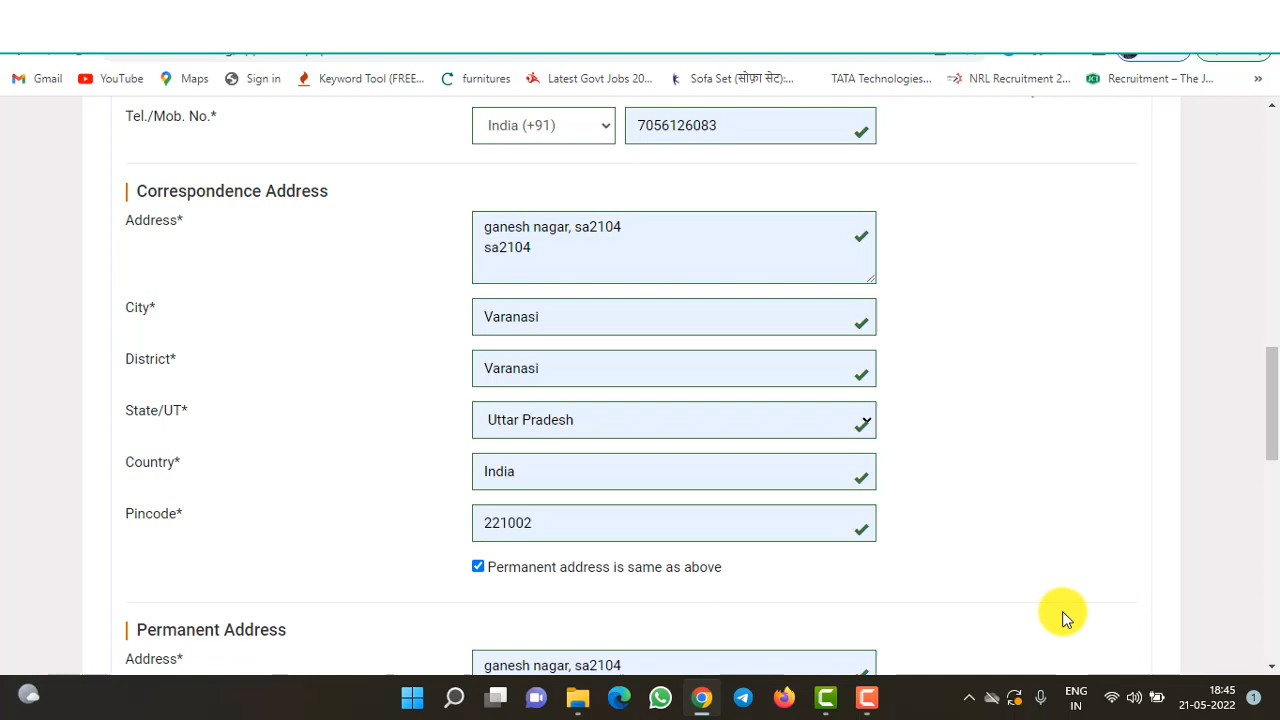 Gmail YouTube Maps Sign in Keyword Tool (FREE... furnitures Latest Govt Jobs 20... Sofa Set (सोफ़ा सेट):... TATA Technologies... NRL Recruitment 2... Recruitment – The J... »
Tel./Mob. No.* India (+91) 7056126083
Correspondence Address
Address* ganesh nagar, sa2104
sa2104
City* Varanasi
District* Varanasi
State/UT* Uttar Pradesh
Country* India
Pincode* 221002
Permanent address is same as above
Permanent Address
Address* ganesh nagar, sa2104
ENG 18:45
IN 21-05-2022 1